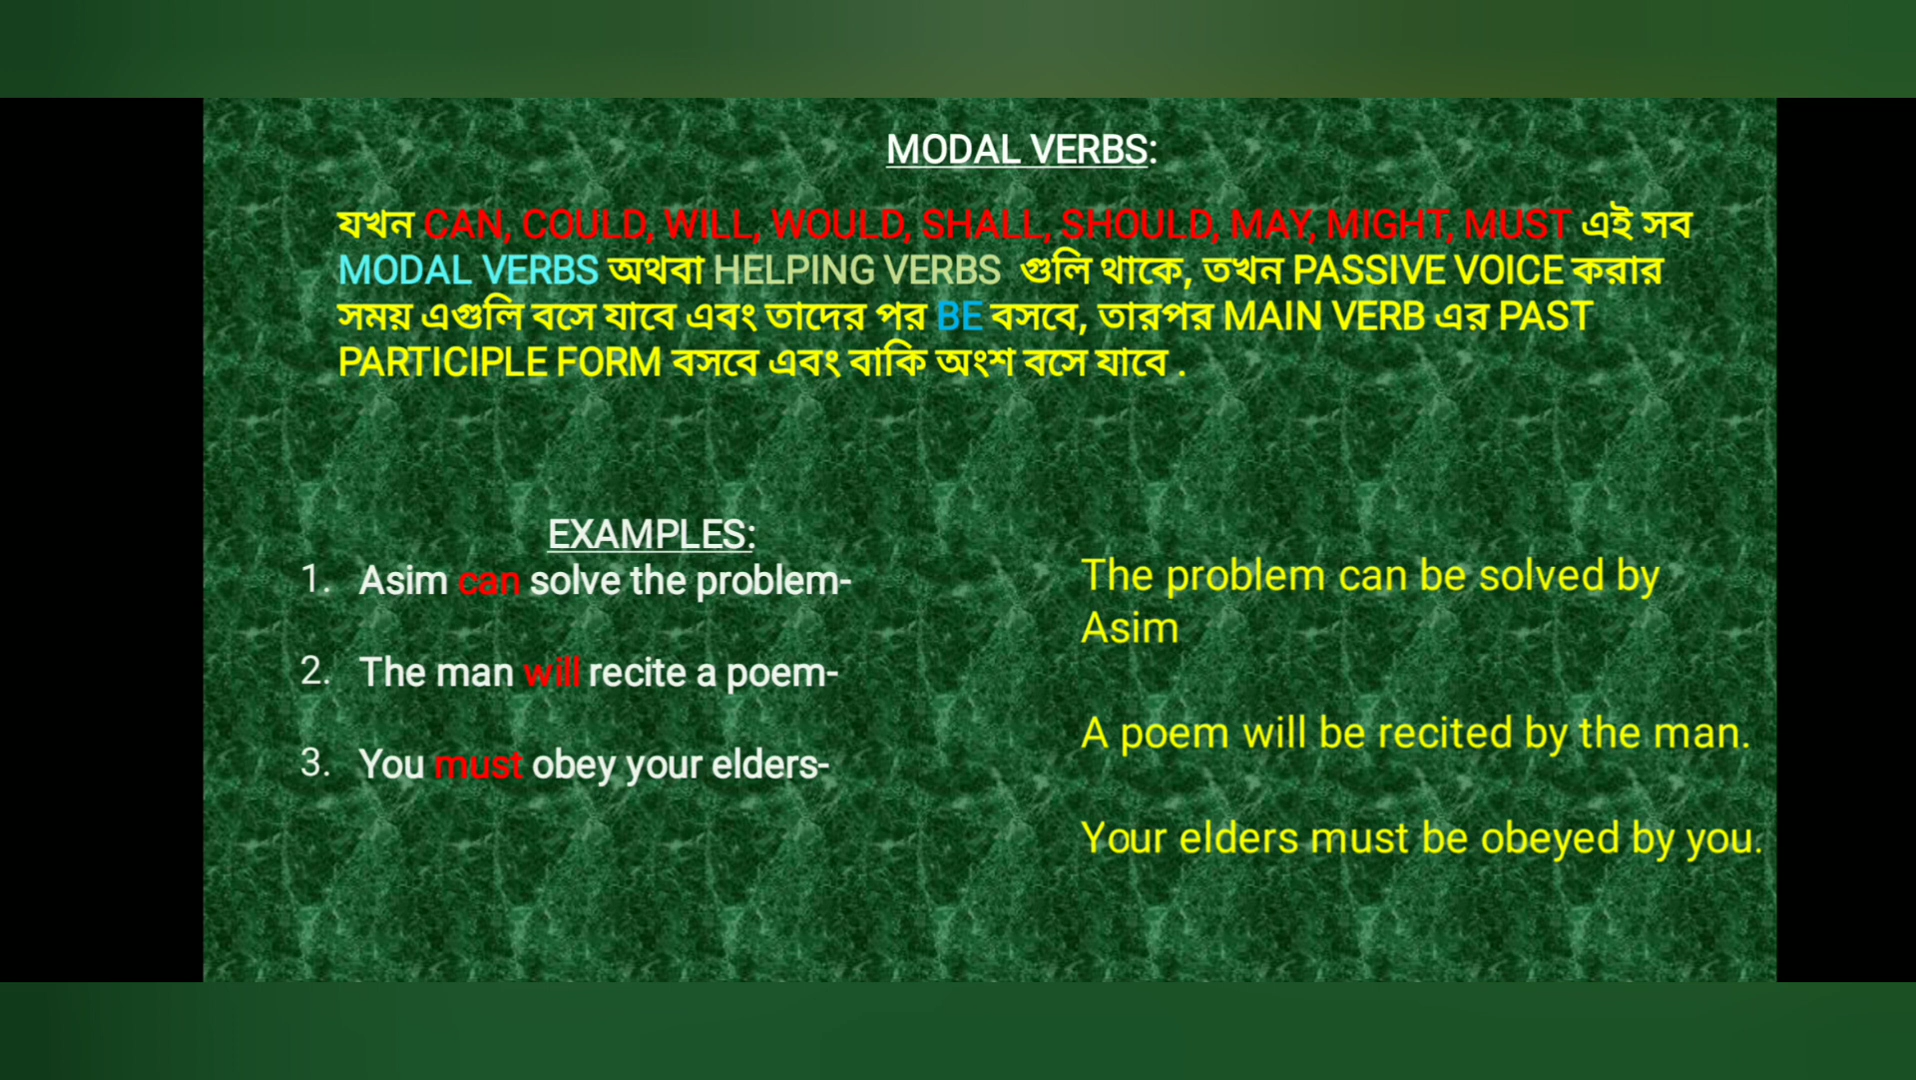 MODAL VERBS:
যখন CAN, COULD, WILL, WOULD, SHALL, SHOULD, MAY, MIGHT, MUST এই সব
MODAL VERBS অথবা HELPING VERBS গুলি থাকে, তখন PASSIVE VOICE করার
সময় এগুলি বসে যাবে এবং তাদের পর BE বসবে, তারপর MAIN VERB এর PAST
PARTICIPLE FORM বসবে এবং বাকি অংশ বসে যাবে .
EXAMPLES:
1. Asim can solve the problem-
2. The man will recite a poem-
3. You must obey your elders-
The problem can be solved by
Asim
A poem will be recited by the man.
Your elders must be obeyed by you.